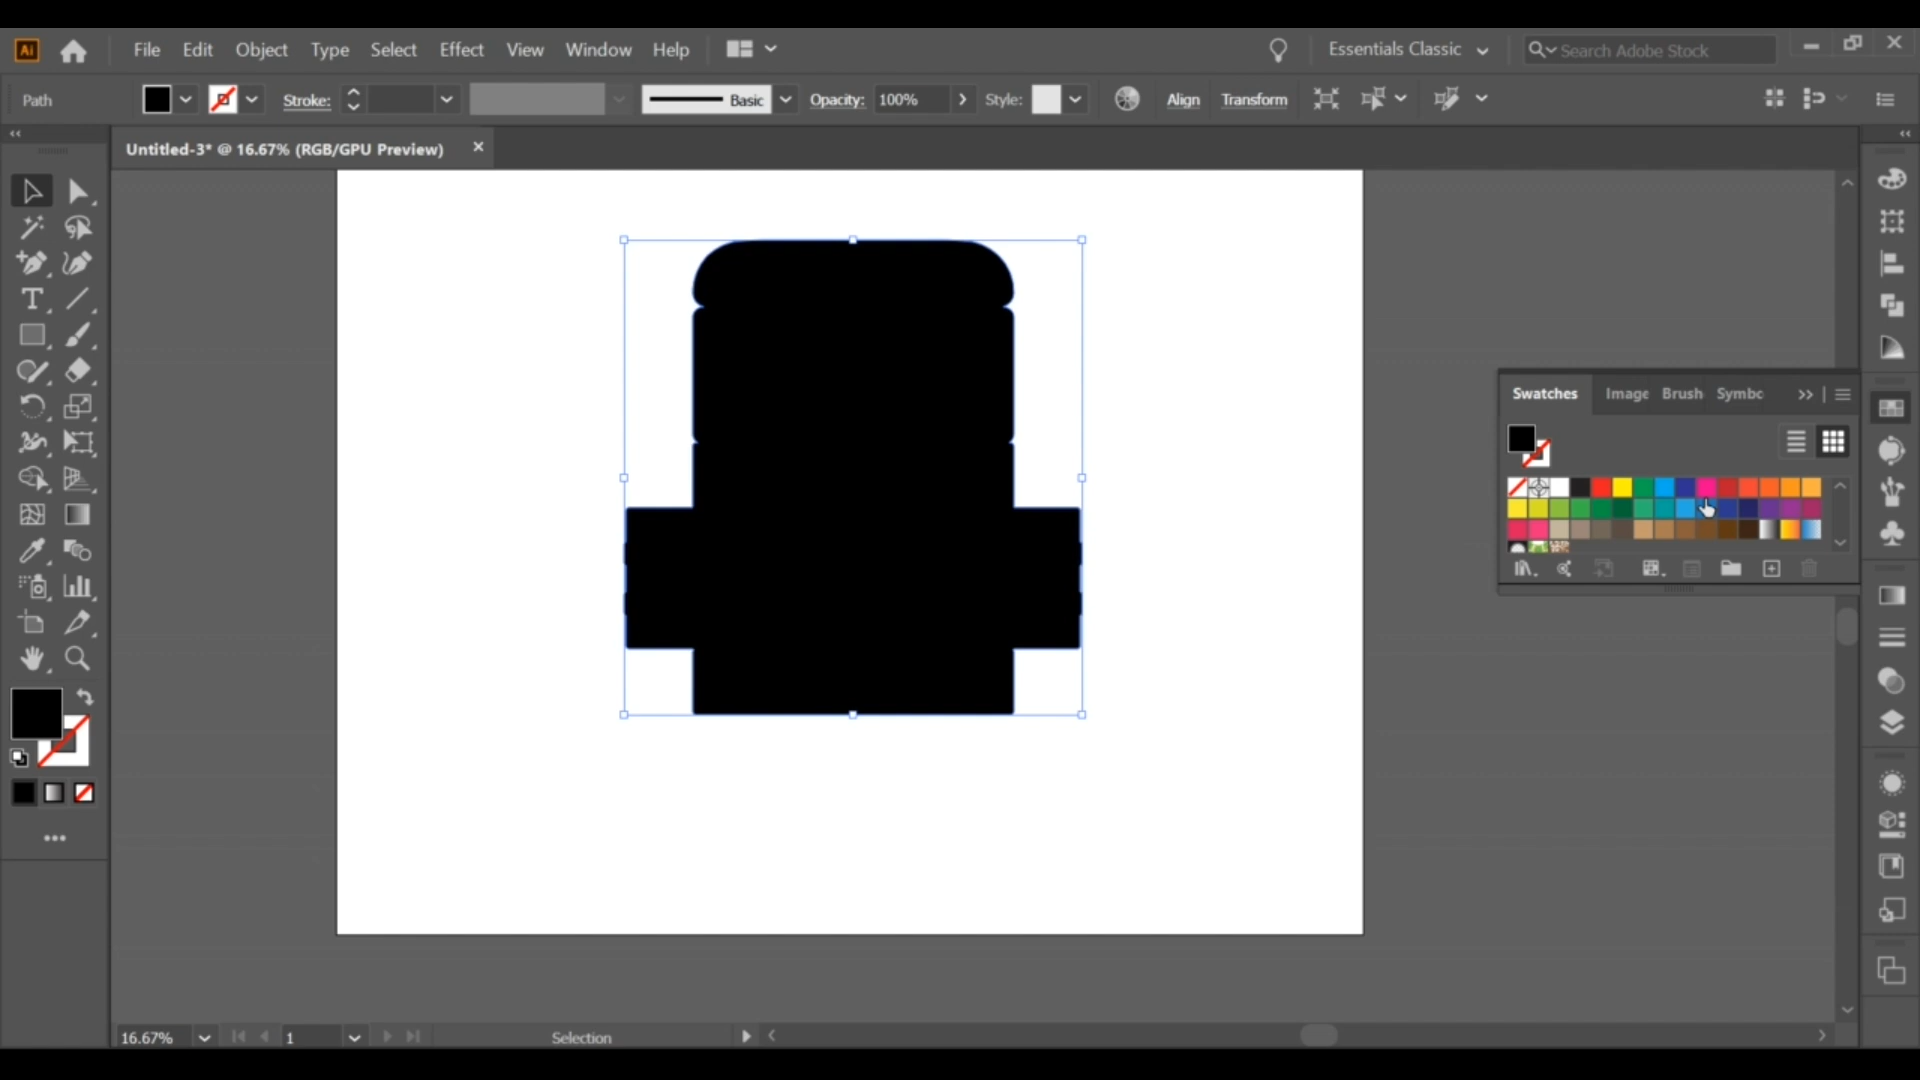 Ai File Edit Object Type Select Effect View Window Help Essentials Classic Search Adobe Stock
Path Stroke: Basic Opacity: 100% Style: Align Transform
Untitled-3* @ 16.67% (RGB/GPU Preview)
Swatches Image Brush Symbo
16.67% 1 Selection